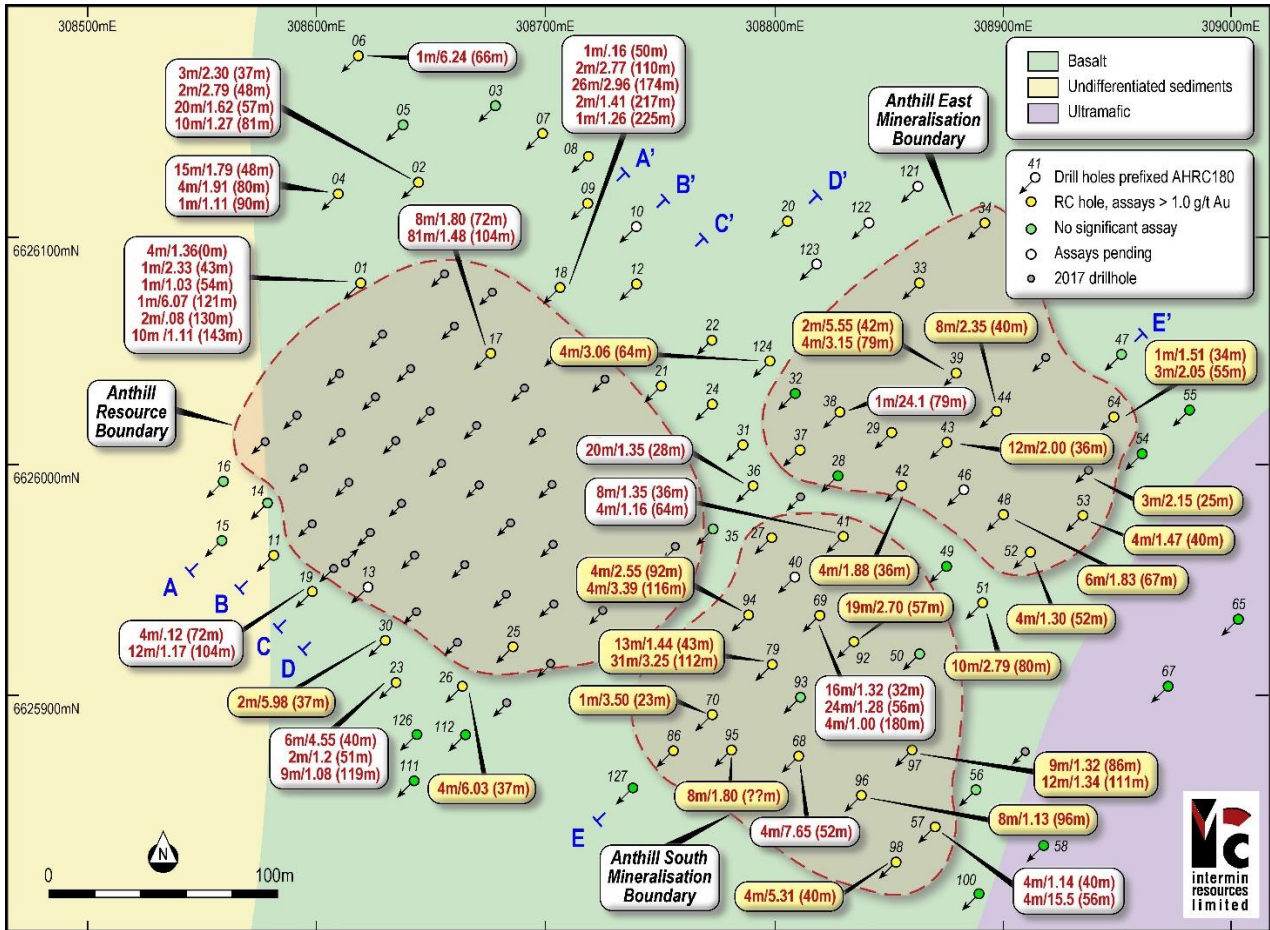 308500mE
308600mE
308700mE
308800mE
308900mE
309000mE
6626100mN
6626000mN
6625900mN
Basalt
Undifferentiated sediments
Ultramafic
41
Drill holes prefixed AHRC180
RC hole, assays > 1.0 g/t Au
No significant assay
Assays pending
2017 drillhole
06
1m/6.24 (66m)
3m/2.30 (37m)
2m/2.79 (48m)
20m/1.62 (57m)
10m/1.27 (81m)
05
03
07
08
09
02
04
15m/1.79 (48m)
4m/1.91 (80m)
1m/1.11 (90m)
1m/.16 (50m)
2m/2.77 (110m)
26m/2.96 (174m)
2m/1.41 (217m)
1m/1.26 (225m)
A'
B'
C'
D'
10
20
121
122
123
Anthill East
Mineralisation
Boundary
34
33
8m/1.80 (72m)
81m/1.48 (104m)
4m/1.36(0m)
1m/2.33 (43m)
1m/1.03 (54m)
1m/6.07 (121m)
2m/.08 (130m)
10m /1.11 (143m)
01
18
12
17
22
124
4m/3.06 (64m)
2m/5.55 (42m)
4m/3.15 (79m)
8m/2.35 (40m)
47
E'
1m/1.51 (34m)
3m/2.05 (55m)
21
24
32
39
38
1m/24.1 (79m)
44
64
55
Anthill
Resource
Boundary
31
37
29
43
12m/2.00 (36m)
54
20m/1.35 (28m)
36
28
42
46
16
14
15
11
8m/1.35 (36m)
4m/1.16 (64m)
41
48
53
3m/2.15 (25m)
4m/1.47 (40m)
35
27
40
4m/1.88 (36m)
49
52
6m/1.83 (67m)
A
B
C
D
19
13
4m/2.55 (92m)
4m/3.39 (116m)
94
69
19m/2.70 (57m)
51
4m/1.30 (52m)
65
4m/.12 (72m)
12m/1.17 (104m)
30
25
13m/1.44 (43m)
31m/3.25 (112m)
79
92
50
10m/2.79 (80m)
67
2m/5.98 (37m)
23
26
1m/3.50 (23m)
70
93
16m/1.32 (32m)
24m/1.28 (56m)
4m/1.00 (180m)
6m/4.55 (40m)
2m/1.2 (51m)
9m/1.08 (119m)
126
112
111
4m/6.03 (37m)
86
95
68
97
9m/1.32 (86m)
12m/1.34 (111m)
127
8m/1.80 (??m)
96
56
8m/1.13 (96m)
E
4m/7.65 (52m)
57
58
Anthill South
Mineralisation
Boundary
98
4m/5.31 (40m)
100
4m/1.14 (40m)
4m/15.5 (56m)
N
0
100m
intermin
resources
limited